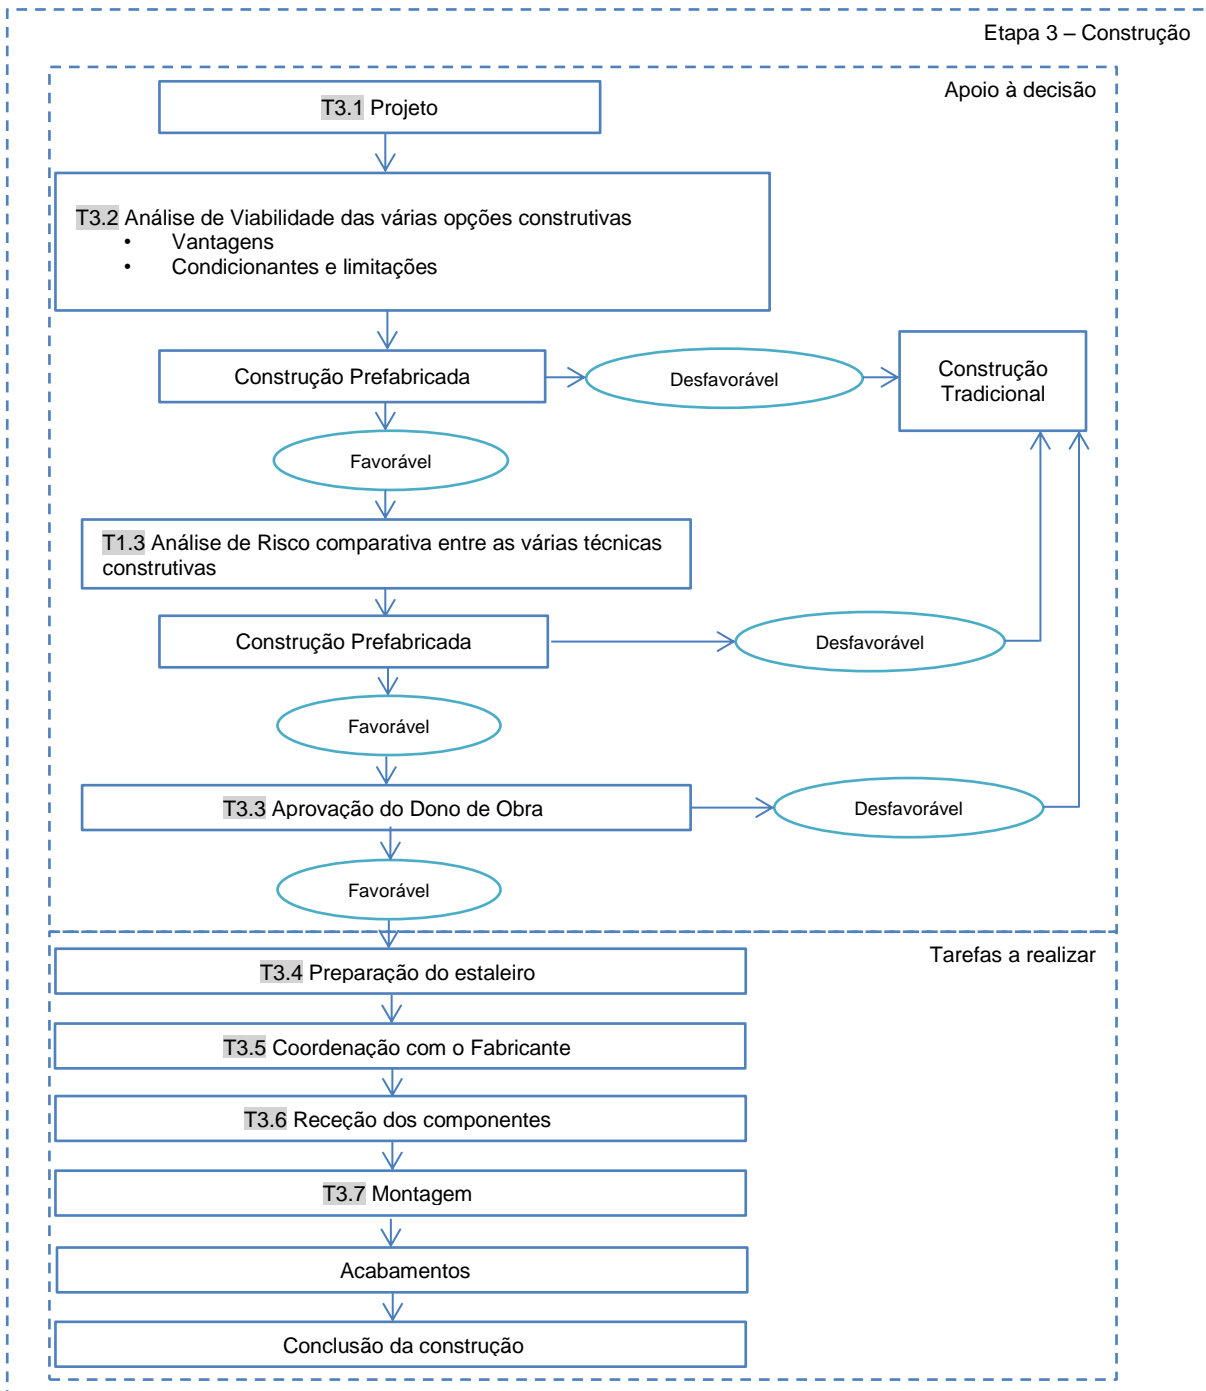 Etapa 3 – Construção
Apoio à decisão
T3.1 Projeto
T3.2 Análise de Viabilidade das várias opções construtivas
• Vantagens
• Condicionantes e limitações
Construção Prefabricada
Desfavorável
Construção
Tradicional
Favorável
T1.3 Análise de Risco comparativa entre as várias técnicas
construtivas
Construção Prefabricada
Desfavorável
Favorável
T3.3 Aprovação do Dono de Obra
Desfavorável
Favorável
Tarefas a realizar
T3.4 Preparação do estaleiro
T3.5 Coordenação com o Fabricante
T3.6 Receção dos componentes
T3.7 Montagem
Acabamentos
Conclusão da construção